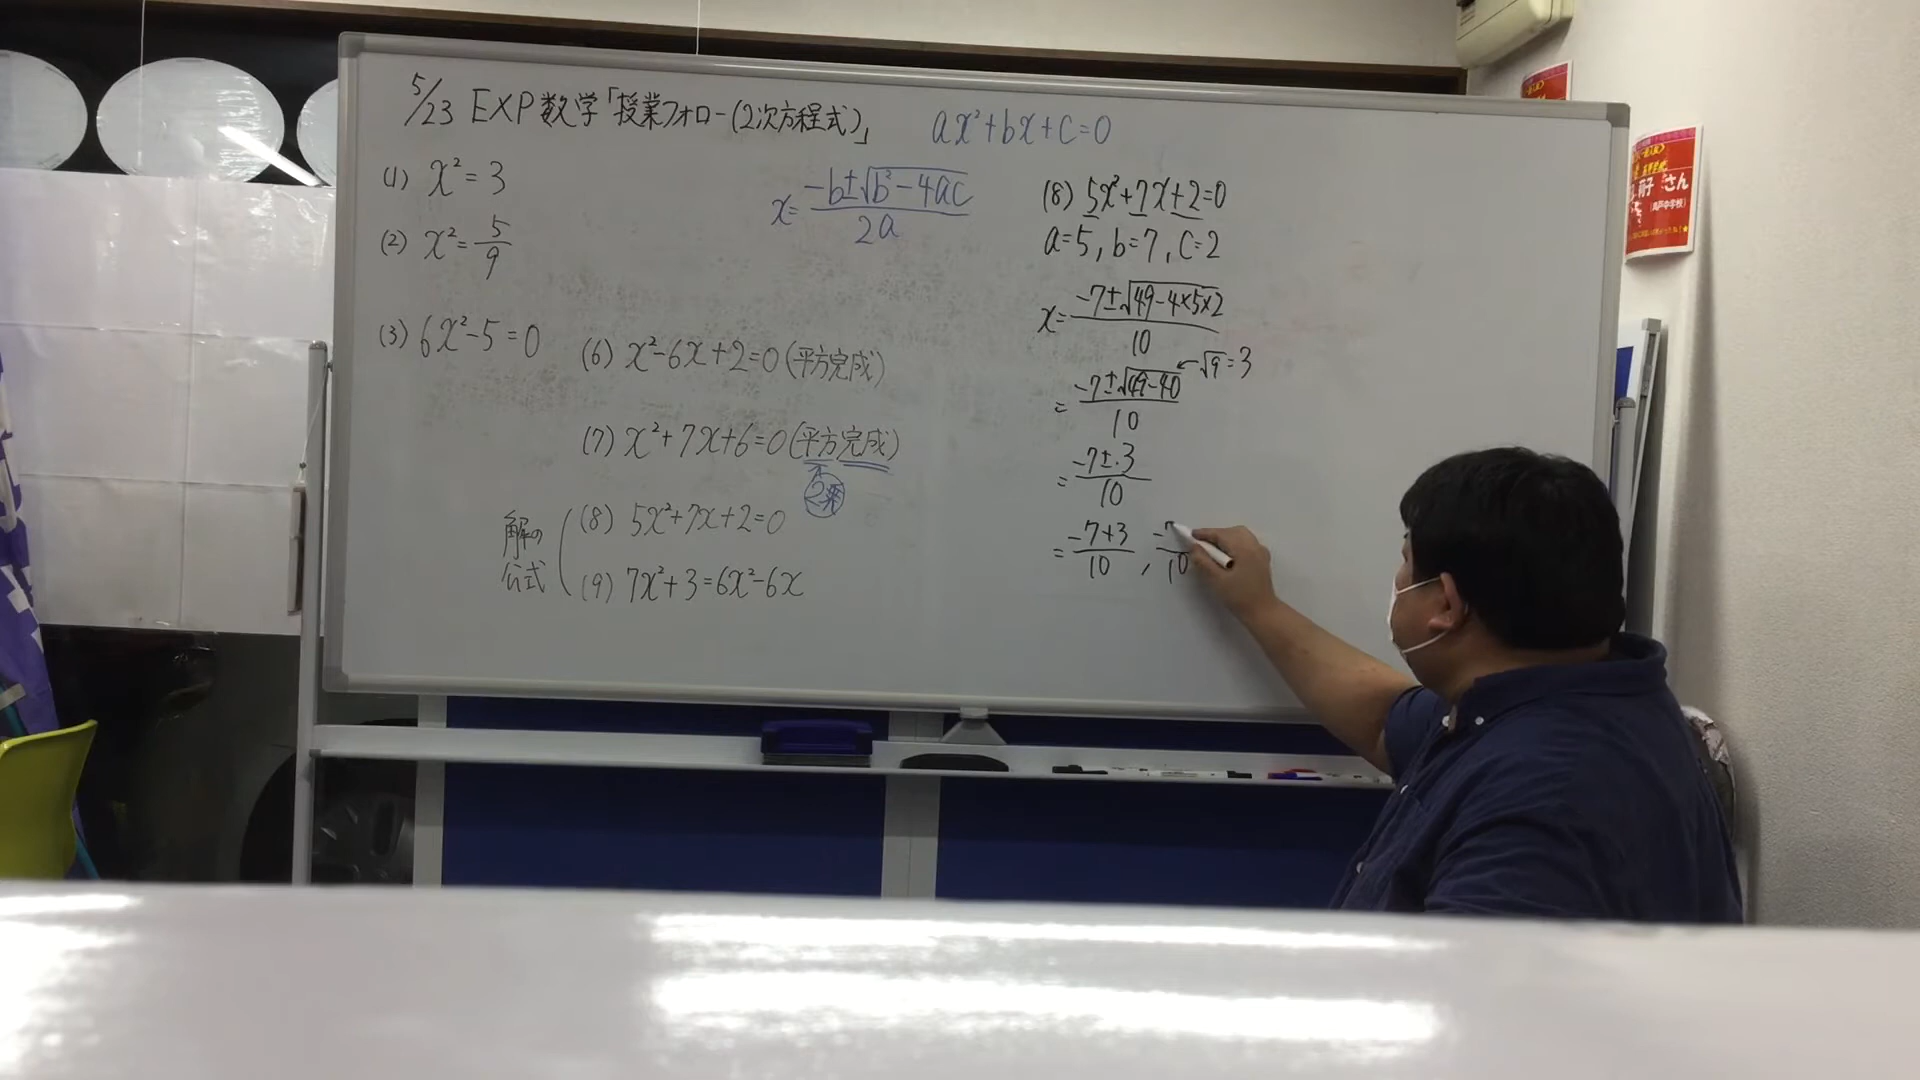 5/23 EXP数学「授業フォロー(2次方程式)」
ax²+bx+c=0
x=(-b±√(b²-4ac))/(2a)
(1) x²=3
(2) x²=5/9
(3) 6x²-5=0
(6) x²-6x+2=0(平方完成)
(7) x²+7x+6=0(平方完成)
2乗
解の公式
(8) 5x²+7x+2=0
(9) 7x²+3=6x²-6x
(8) 5x²+7x+2=0
a=5, b=7, c=2
x=(-7±√(49-4×5×2))/10
=(-7±√(49-40))/10 ←√9=3
=(-7±3)/10
=(-7+3)/10, -7/10
さん